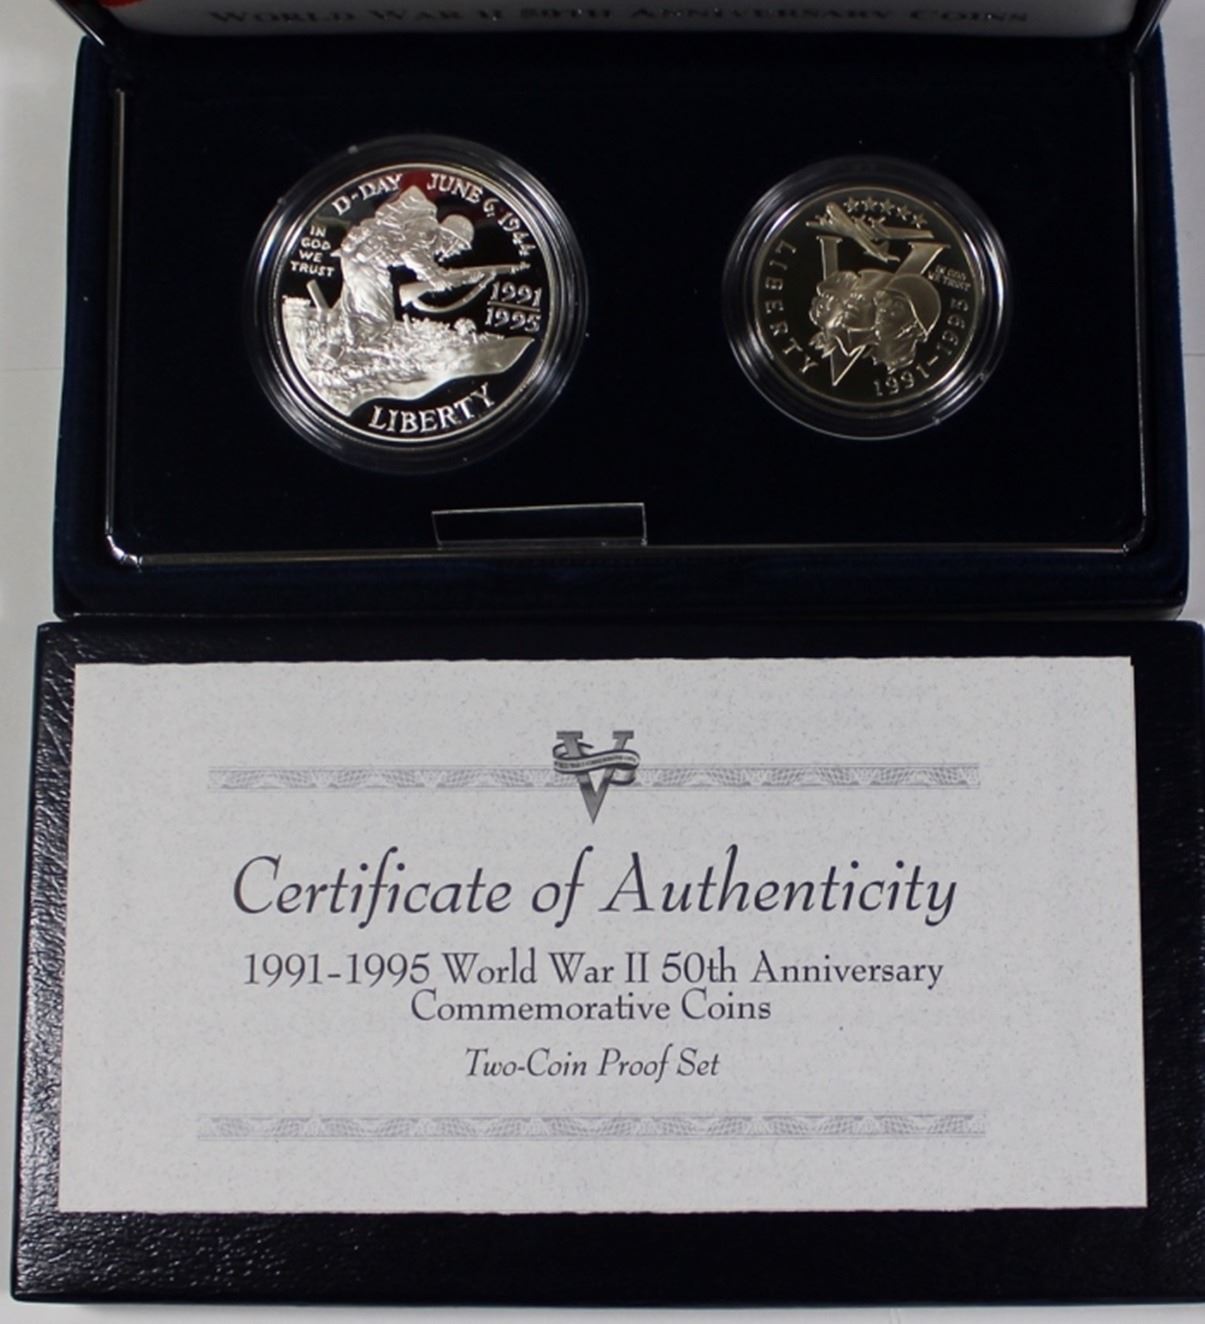 WORLD WAR II 50TH ANNIVERSARY COINS
D-DAY JUNE 6, 1944
IN
GOD
WE
TRUST
1991
1995
LIBERTY
LIBERTY
IN GOD
WE TRUST
1991-1995
Certificate of Authenticity
1991-1995 World War II 50th Anniversary
Commemorative Coins
Two-Coin Proof Set